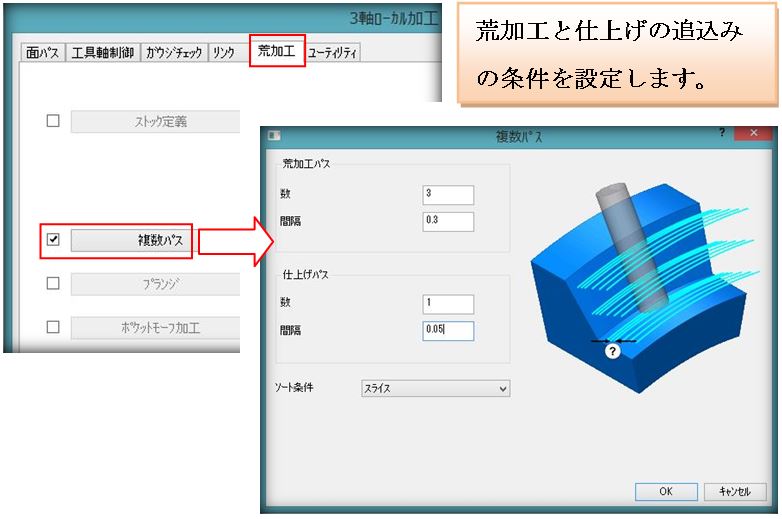 3軸ローカル加工
面パス 工具軸制御 ガウジチェック リンク 荒加工 ユーティリティ
荒加工と仕上げの追込み
の条件を設定します。
ストック定義
複数パス
プランジ
ポケットモーフ加工
複数パス
荒加工パス
数 3
間隔 0.3
仕上げパス
数 1
間隔 0.05
ソート条件 スライス
?
OK キャンセル